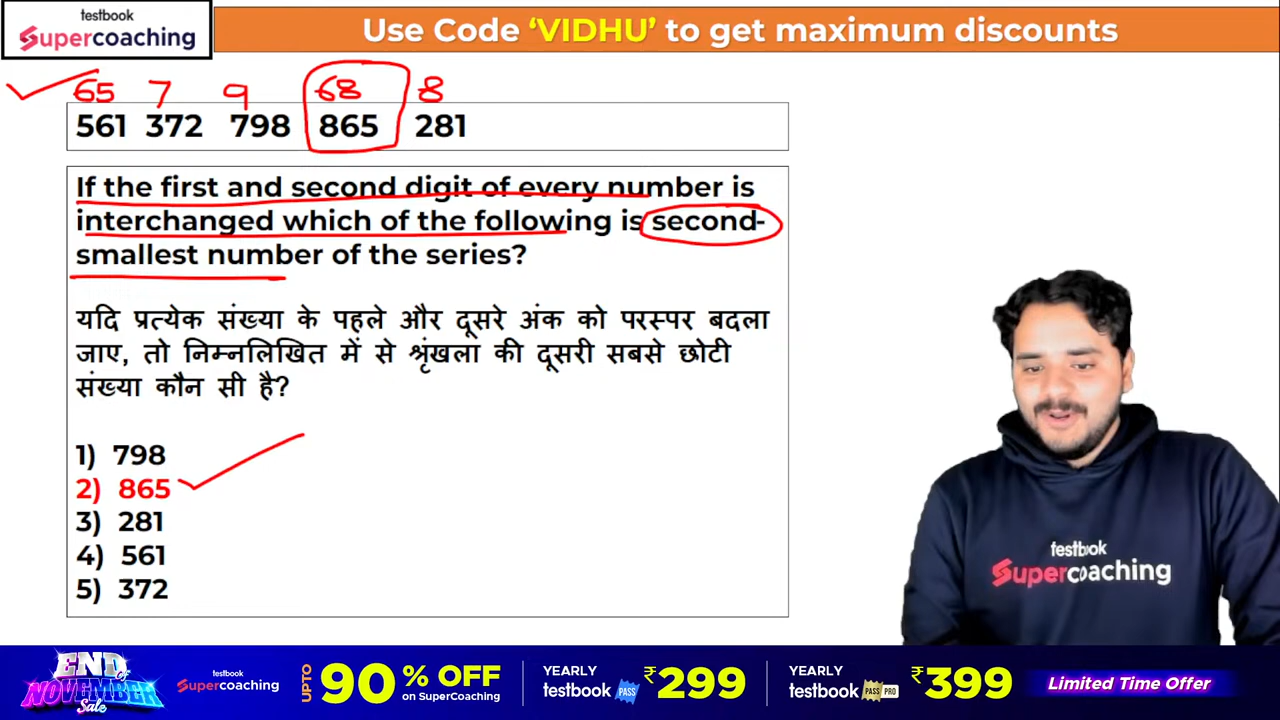 testbook
Supercoaching
Use Code ‘VIDHU’ to get maximum discounts
65 7 9 68 8
561 372 798 865 281
If the first and second digit of every number is
interchanged which of the following is second-
smallest number of the series?
यदि प्रत्येक संख्या के पहले और दूसरे अंक को परस्पर बदला
जाए, तो निम्नलिखित में से श्रृंखला की दूसरी सबसे छोटी
संख्या कौन सी है?
1) 798
2) 865
3) 281
4) 561
5) 372
testbook
Supercoaching
END OF
NOVEMBER
Sale
testbook
Supercoaching
UPTO 90% OFF
on SuperCoaching
YEARLY
testbook PASS ₹299
YEARLY
testbook PASS PRO ₹399
Limited Time Offer